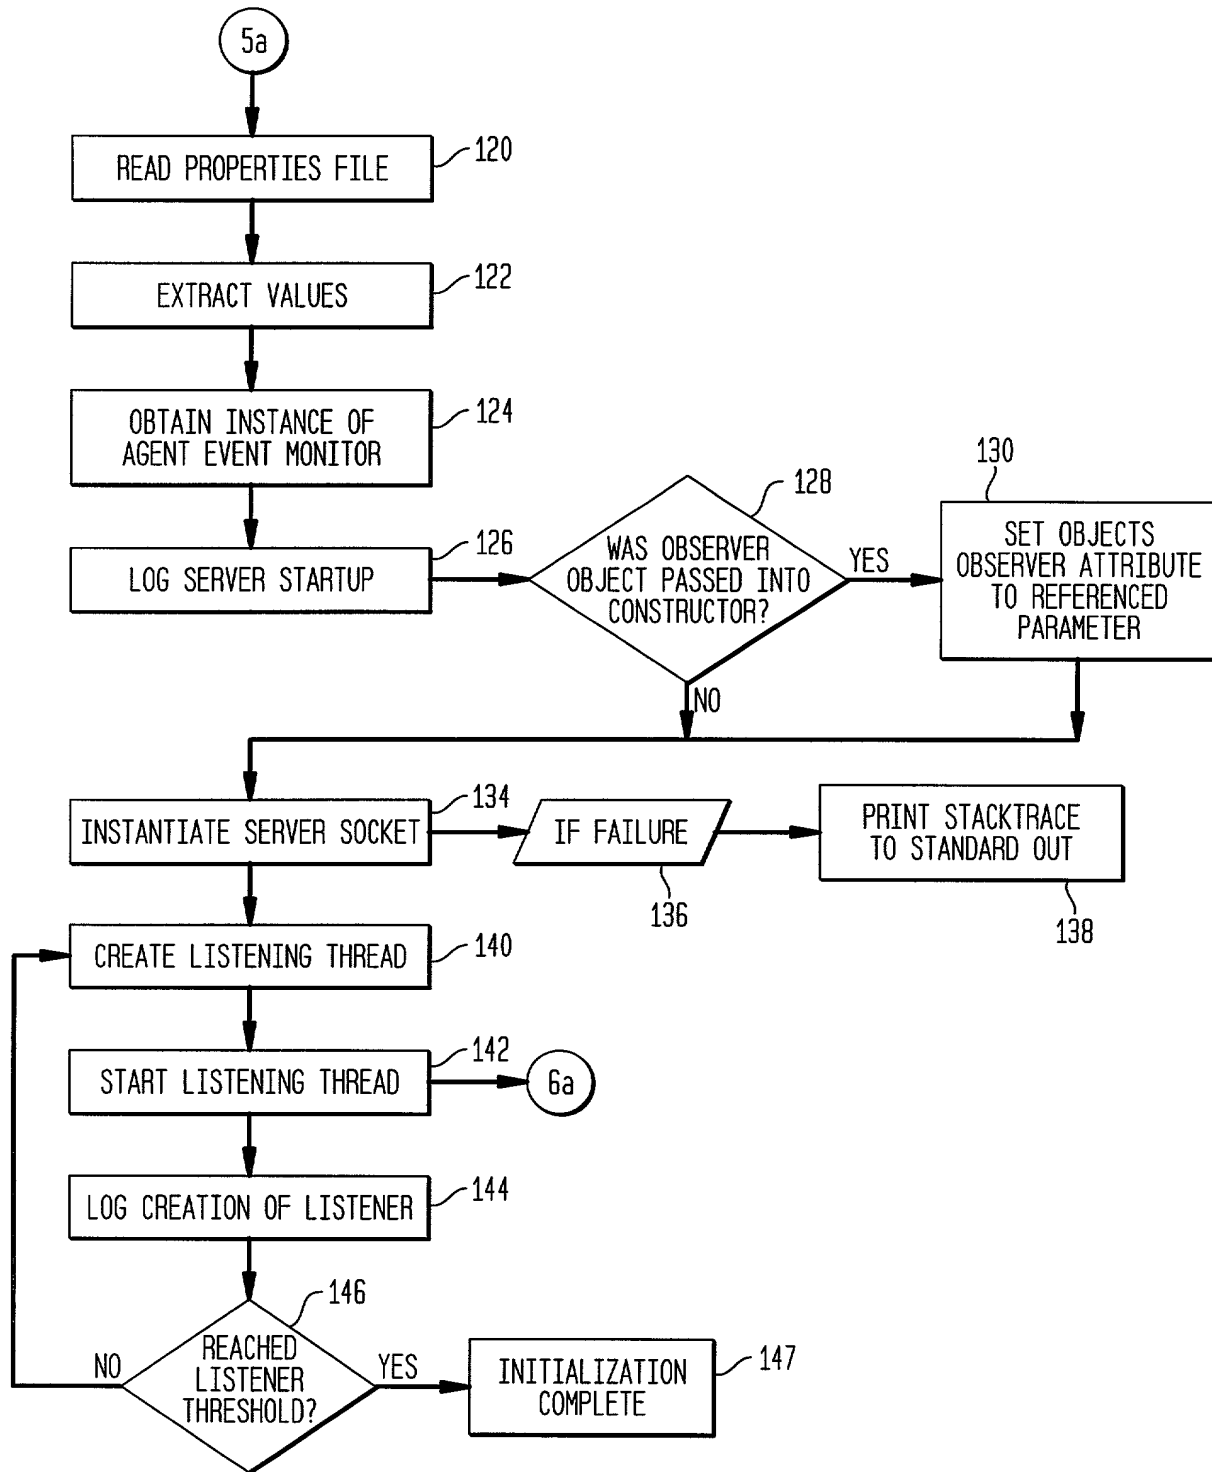 5a
READ PROPERTIES FILE
120
EXTRACT VALUES
122
OBTAIN INSTANCE OF
AGENT EVENT MONITOR
124
LOG SERVER STARTUP
126
WAS OBSERVER
OBJECT PASSED INTO
CONSTRUCTOR?
128
YES
NO
SET OBJECTS
OBSERVER ATTRIBUTE
TO REFERENCED
PARAMETER
130
INSTANTIATE SERVER SOCKET
134
IF FAILURE
136
PRINT STACKTRACE
TO STANDARD OUT
138
CREATE LISTENING THREAD
140
START LISTENING THREAD
142
6a
LOG CREATION OF LISTENER
144
REACHED
LISTENER
THRESHOLD?
146
NO
YES
INITIALIZATION
COMPLETE
147